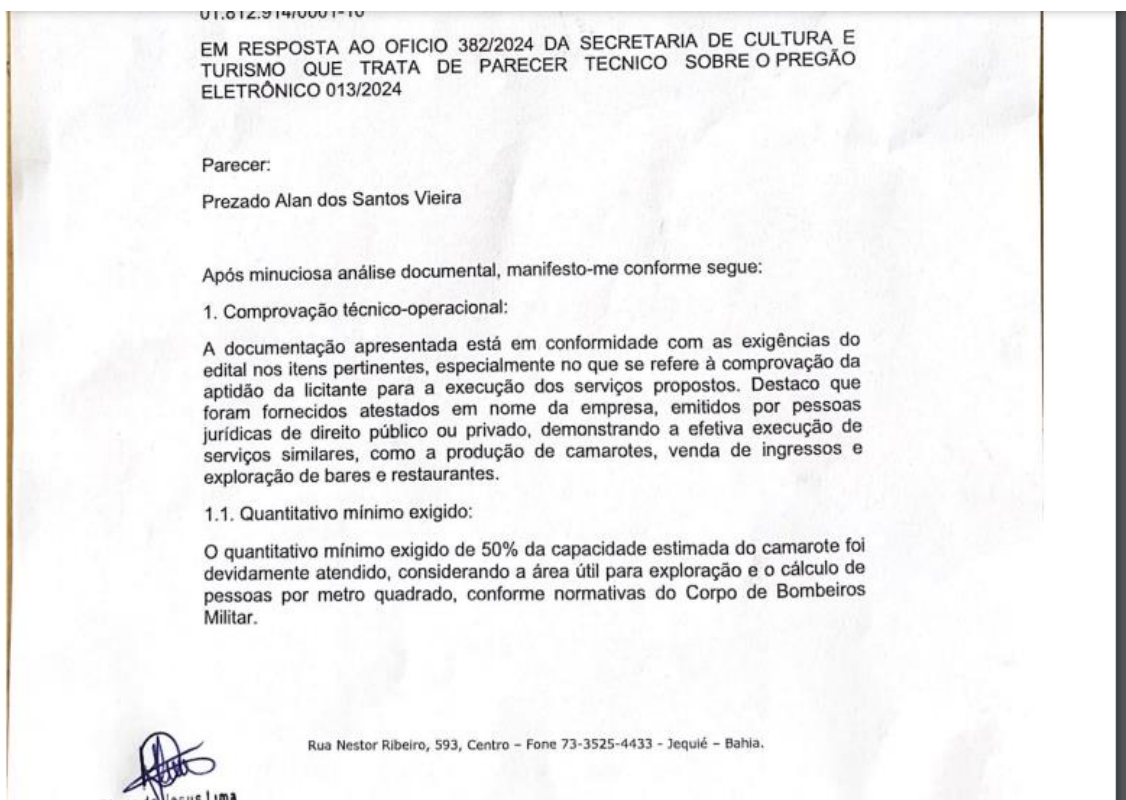 01.812.914/0001-10
EM RESPOSTA AO OFICIO 382/2024 DA SECRETARIA DE CULTURA E
TURISMO QUE TRATA DE PARECER TECNICO SOBRE O PREGÃO
ELETRÔNICO 013/2024
Parecer:
Prezado Alan dos Santos Vieira
Após minuciosa análise documental, manifesto-me conforme segue:
1. Comprovação técnico-operacional:
A documentação apresentada está em conformidade com as exigências do
edital nos itens pertinentes, especialmente no que se refere à comprovação da
aptidão da licitante para a execução dos serviços propostos. Destaco que
foram fornecidos atestados em nome da empresa, emitidos por pessoas
jurídicas de direito público ou privado, demonstrando a efetiva execução de
serviços similares, como a produção de camarotes, venda de ingressos e
exploração de bares e restaurantes.
1.1. Quantitativo mínimo exigido:
O quantitativo mínimo exigido de 50% da capacidade estimada do camarote foi
devidamente atendido, considerando a área útil para exploração e o cálculo de
pessoas por metro quadrado, conforme normativas do Corpo de Bombeiros
Militar.
Rua Nestor Ribeiro, 593, Centro – Fone 73-3525-4433 - Jequié – Bahia.
Lima